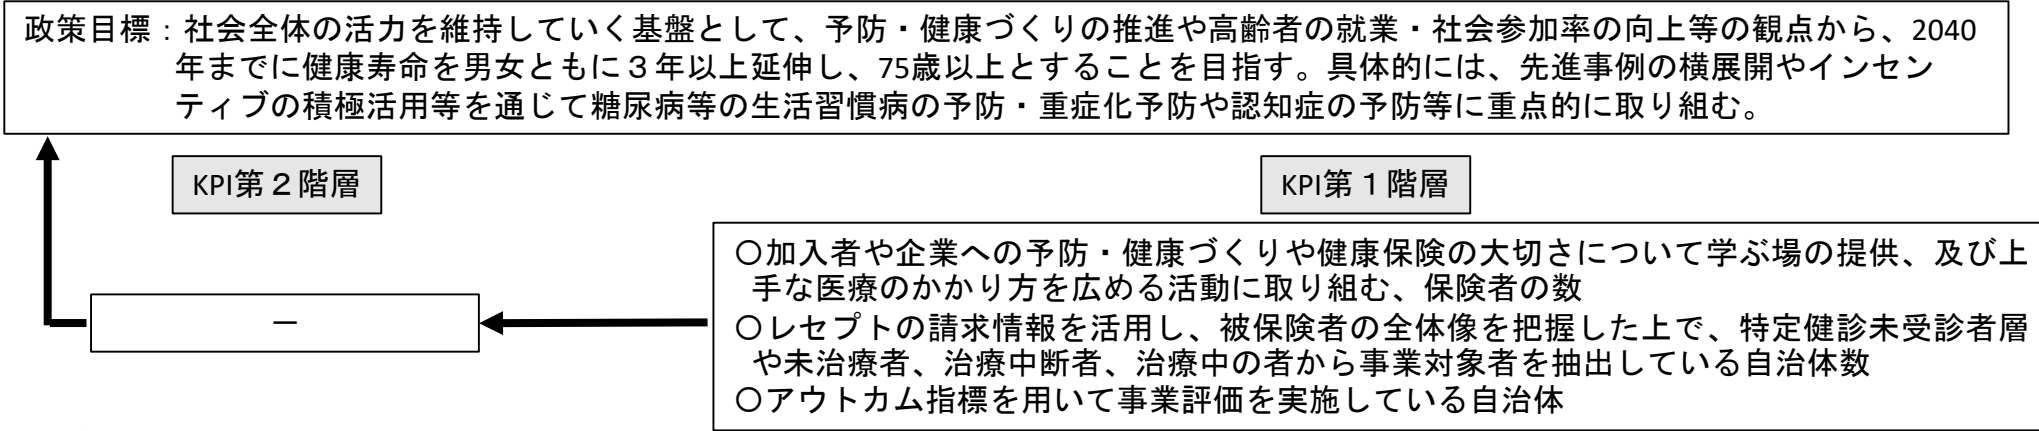 政策目標：社会全体の活力を維持していく基盤として、予防・健康づくりの推進や高齢者の就業・社会参加率の向上等の観点から、2040
年までに健康寿命を男女ともに３年以上延伸し、75歳以上とすることを目指す。具体的には、先進事例の横展開やインセン
ティブの積極活用等を通じて糖尿病等の生活習慣病の予防・重症化予防や認知症の予防等に重点的に取り組む。
KPI第２階層
KPI第１階層
－
〇加入者や企業への予防・健康づくりや健康保険の大切さについて学ぶ場の提供、及び上
手な医療のかかり方を広める活動に取り組む、保険者の数
〇レセプトの請求情報を活用し、被保険者の全体像を把握した上で、特定健診未受診者層
や未治療者、治療中断者、治療中の者から事業対象者を抽出している自治体数
〇アウトカム指標を用いて事業評価を実施している自治体